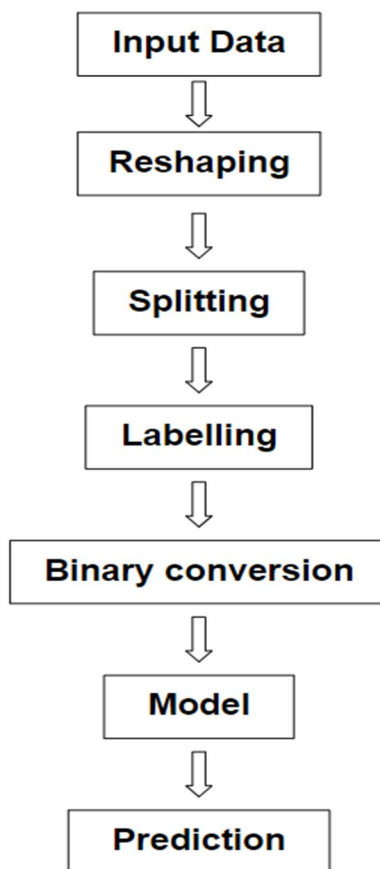 Input Data
Reshaping
Splitting
Labelling
Binary conversion
Model
Prediction